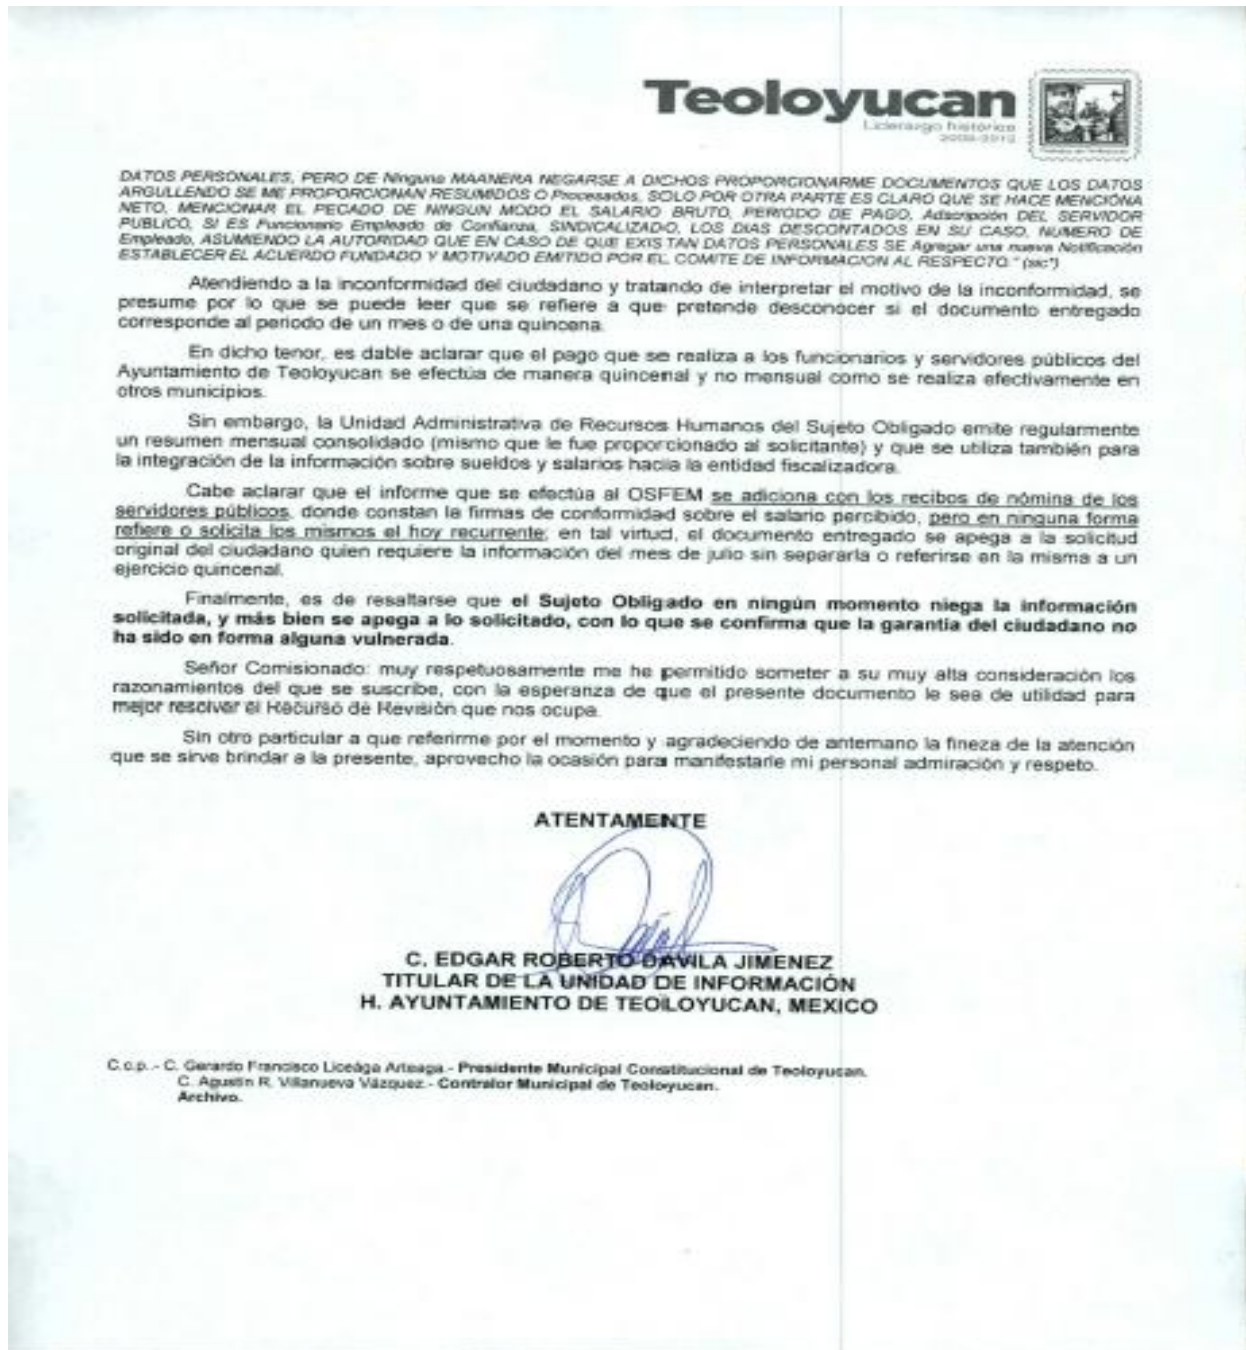 Teoloyucan
Liderazgo histórico
2009-2012
DATOS PERSONALES, PERO DE Ninguna MAANERA NEGARSE A DICHOS PROPORCIONARME DOCUMENTOS QUE LOS DATOS
ARGULLENDO SE ME PROPORCIONAN RESUMIDOS O Procesados, SOLO POR OTRA PARTE ES CLARO QUE SE HACE MENCIÓNA
NETO, MENCIONAR EL PECADO DE NINGUN MODO EL SALARIO BRUTO, PERIODO DE PAGO, Adscripción DEL SERVIDOR
PUBLICO, SI ES Funcionario Empleado de Confianza, SINDICALIZADO, LOS DIAS DESCONTADOS EN SU CASO, NUMERO DE
Empleado, ASUMIENDO LA AUTORIDAD QUE EN CASO DE QUE EXISTAN DATOS PERSONALES SE Agregar una nueva Notificación
ESTABLECER EL ACUERDO FUNDADO Y MOTIVADO EMITIDO POR EL COMITE DE INFORMACION AL RESPECTO." (sic")
Atendiendo a la inconformidad del ciudadano y tratando de interpretar el motivo de la inconformidad, se
presume por lo que se puede leer que se refiere a que pretende desconocer si el documento entregado
corresponde al periodo de un mes o de una quincena.
En dicho tenor, es dable aclarar que el pago que se realiza a los funcionarios y servidores públicos del
Ayuntamiento de Teoloyucan se efectúa de manera quincenal y no mensual como se realiza efectivamente en
otros municipios.
Sin embargo, la Unidad Administrativa de Recursos Humanos del Sujeto Obligado emite regularmente
un resumen mensual consolidado (mismo que le fue proporcionado al solicitante) y que se utiliza también para
la integración de la información sobre sueldos y salarios hacia la entidad fiscalizadora.
Cabe aclarar que el informe que se efectúa al OSFEM se adiciona con los recibos de nómina de los
servidores públicos, donde constan la firmas de conformidad sobre el salario percibido, pero en ninguna forma
refiere o solicita los mismos el hoy recurrente; en tal virtud, el documento entregado se apega a la solicitud
original del ciudadano quien requiere la información del mes de julio sin separarla o referirse en la misma a un
ejercicio quincenal.
Finalmente, es de resaltarse que el Sujeto Obligado en ningún momento niega la información
solicitada, y más bien se apega a lo solicitado, con lo que se confirma que la garantía del ciudadano no
ha sido en forma alguna vulnerada.
Señor Comisionado: muy respetuosamente me he permitido someter a su muy alta consideración los
razonamientos del que se suscribe, con la esperanza de que el presente documento le sea de utilidad para
mejor resolver el Recurso de Revisión que nos ocupa.
Sin otro particular a que referirme por el momento y agradeciendo de antemano la fineza de la atención
que se sirve brindar a la presente, aprovecho la ocasión para manifestarle mi personal admiración y respeto.
ATENTAMENTE
C. EDGAR ROBERTO DAVILA JIMENEZ
TITULAR DE LA UNIDAD DE INFORMACIÓN
H. AYUNTAMIENTO DE TEOLOYUCAN, MEXICO
C.c.p..- C. Gerardo Francisco Liceága Arteaga.- Presidente Municipal Constitucional de Teoloyucan.
C. Agustín R. Villanueva Vázquez.- Contralor Municipal de Teoloyucan.
Archivo.